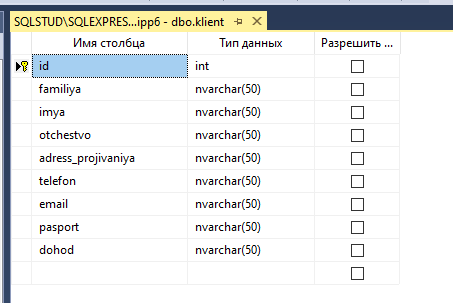 SQLSTUD\SQLEXPRES...ipp6 - dbo.klient
Имя столбца Тип данных Разрешить ...
id int
familiya nvarchar(50)
imya nvarchar(50)
otchestvo nvarchar(50)
adress_projivaniya nvarchar(50)
telefon nvarchar(50)
email nvarchar(50)
pasport nvarchar(50)
dohod nvarchar(50)